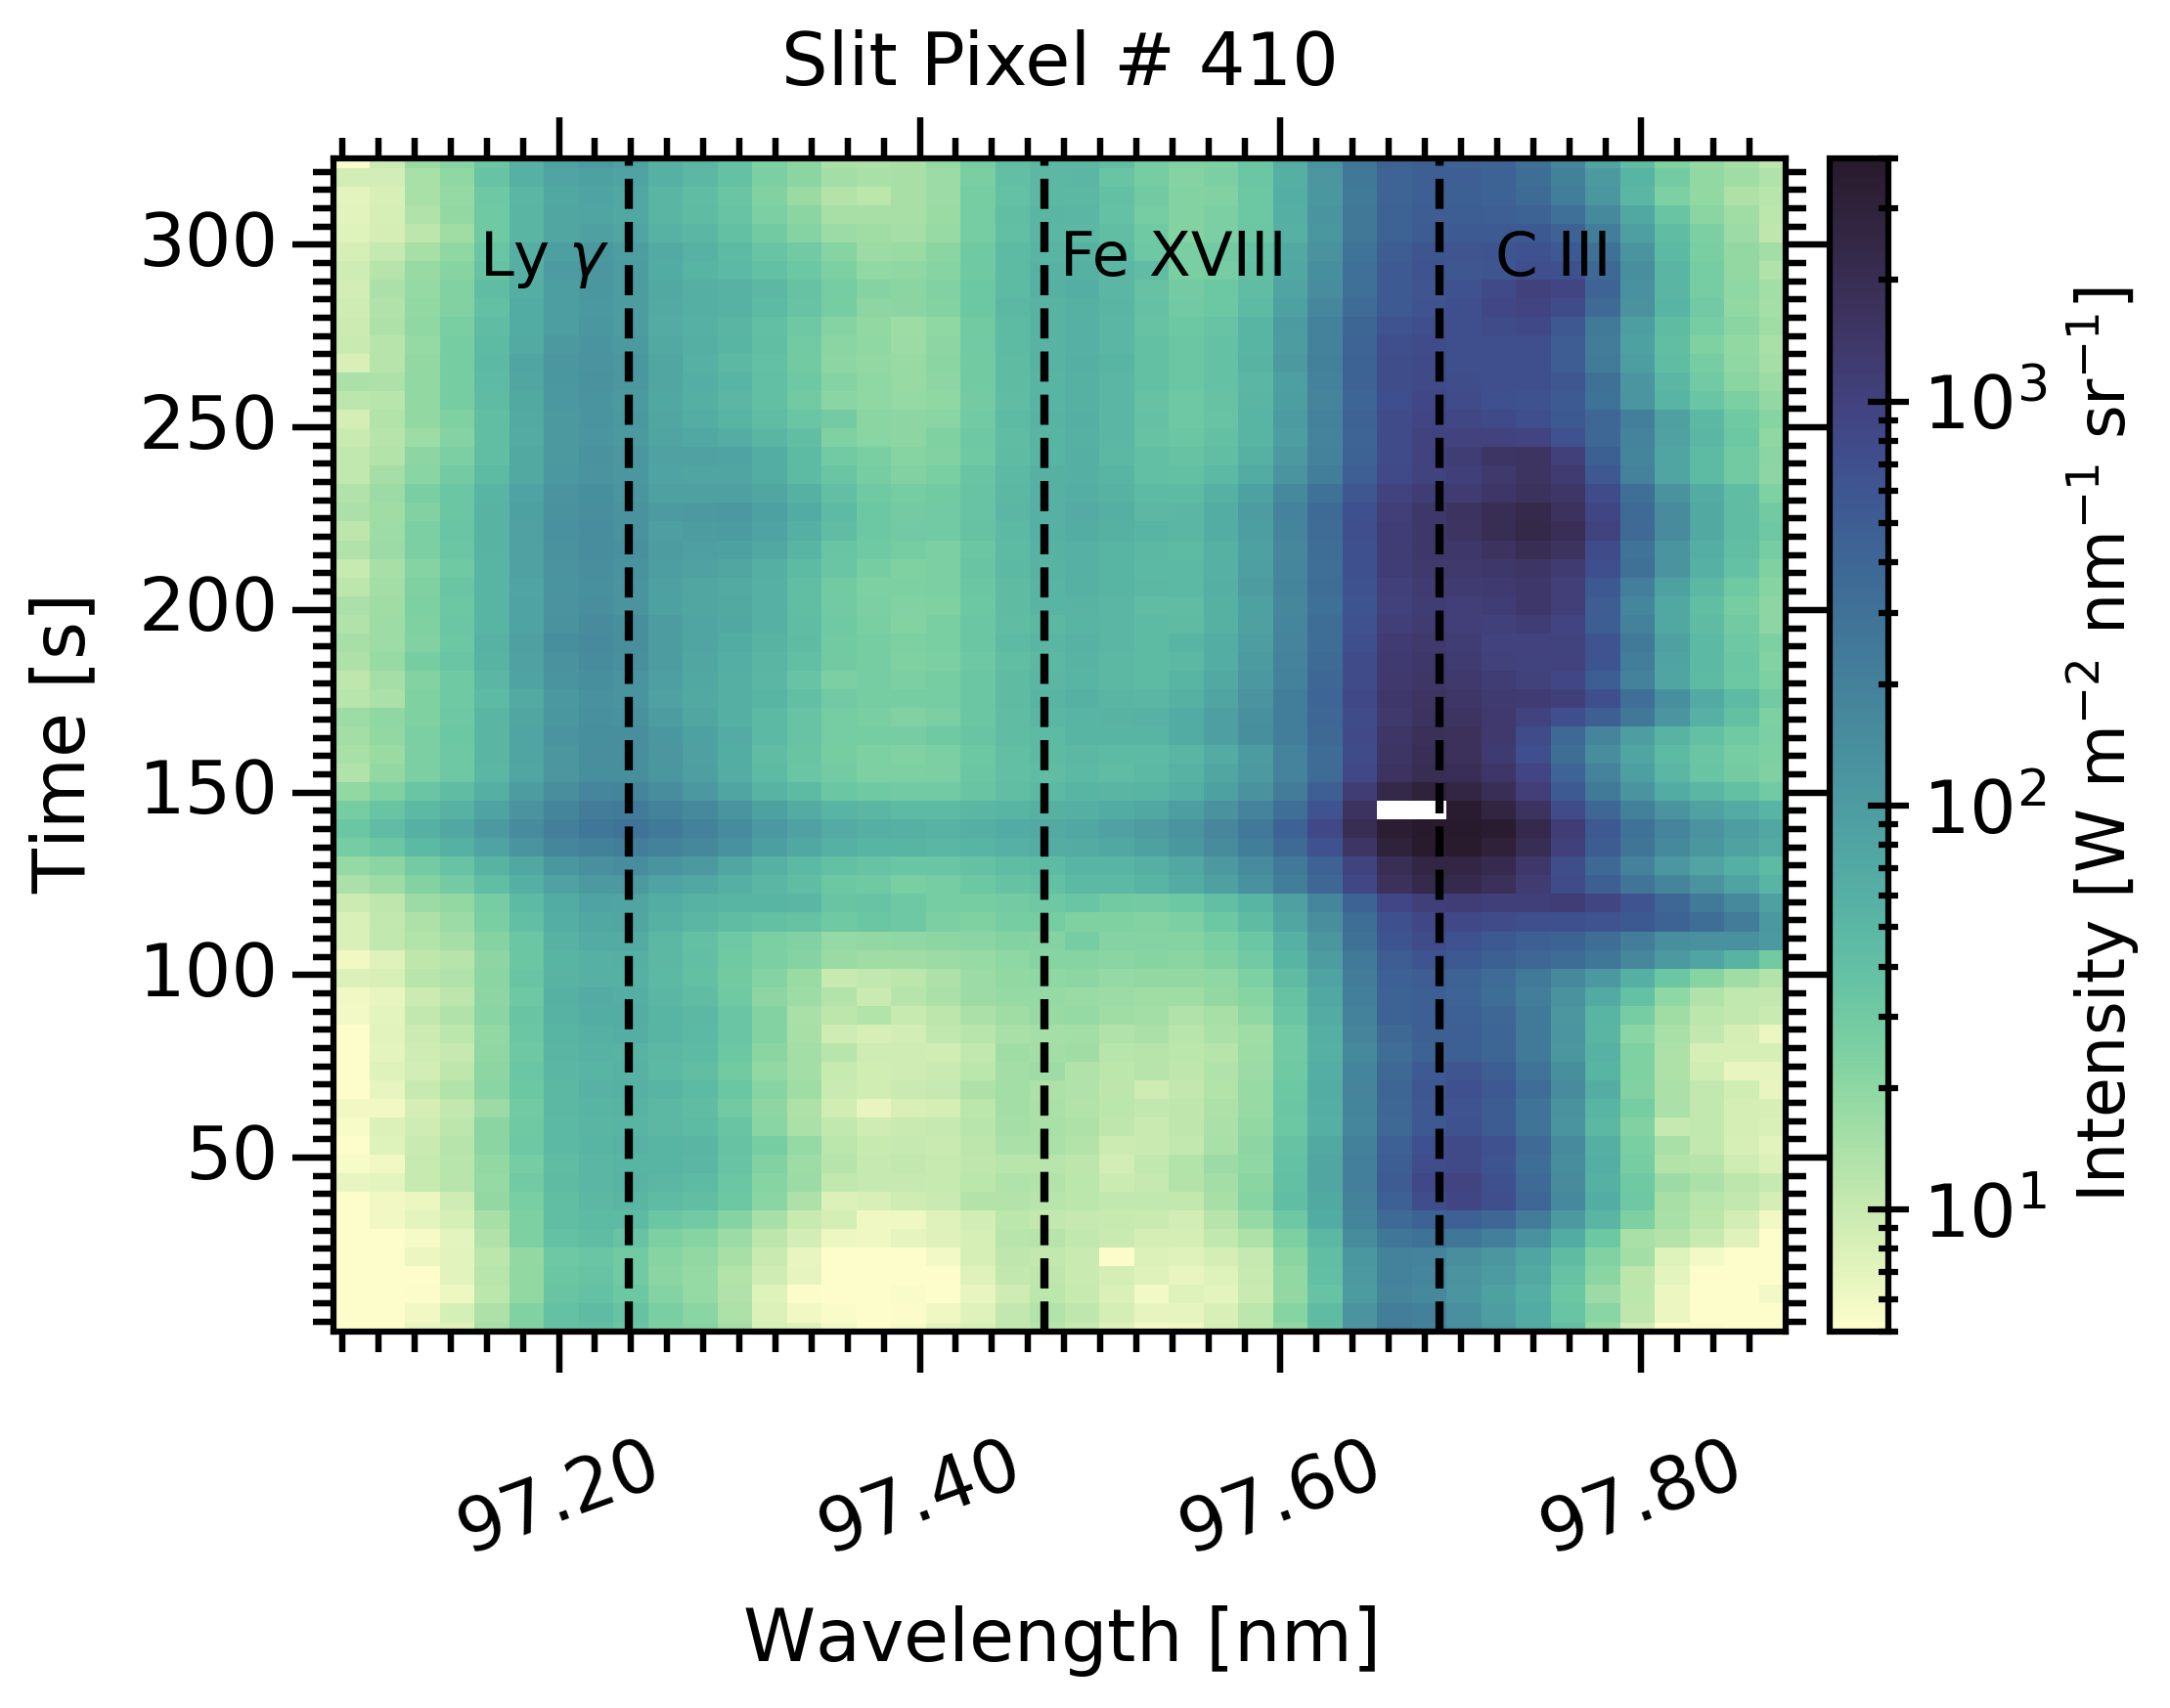 Slit Pixel # 410
Ly γ
Fe XVIII
C III
300
250
200
150
100
50
Time [s]
97.20
97.40
97.60
97.80
Wavelength [nm]
10³
10²
10¹
Intensity [W m⁻² nm⁻¹ sr⁻¹]